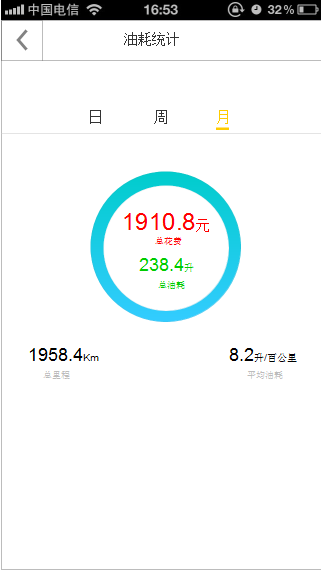 中国电信 16:53 32%
油耗统计
日 周 月
1910.8元
总花费
238.4升
总油耗
1958.4Km 8.2升/百公里
总里程 平均油耗